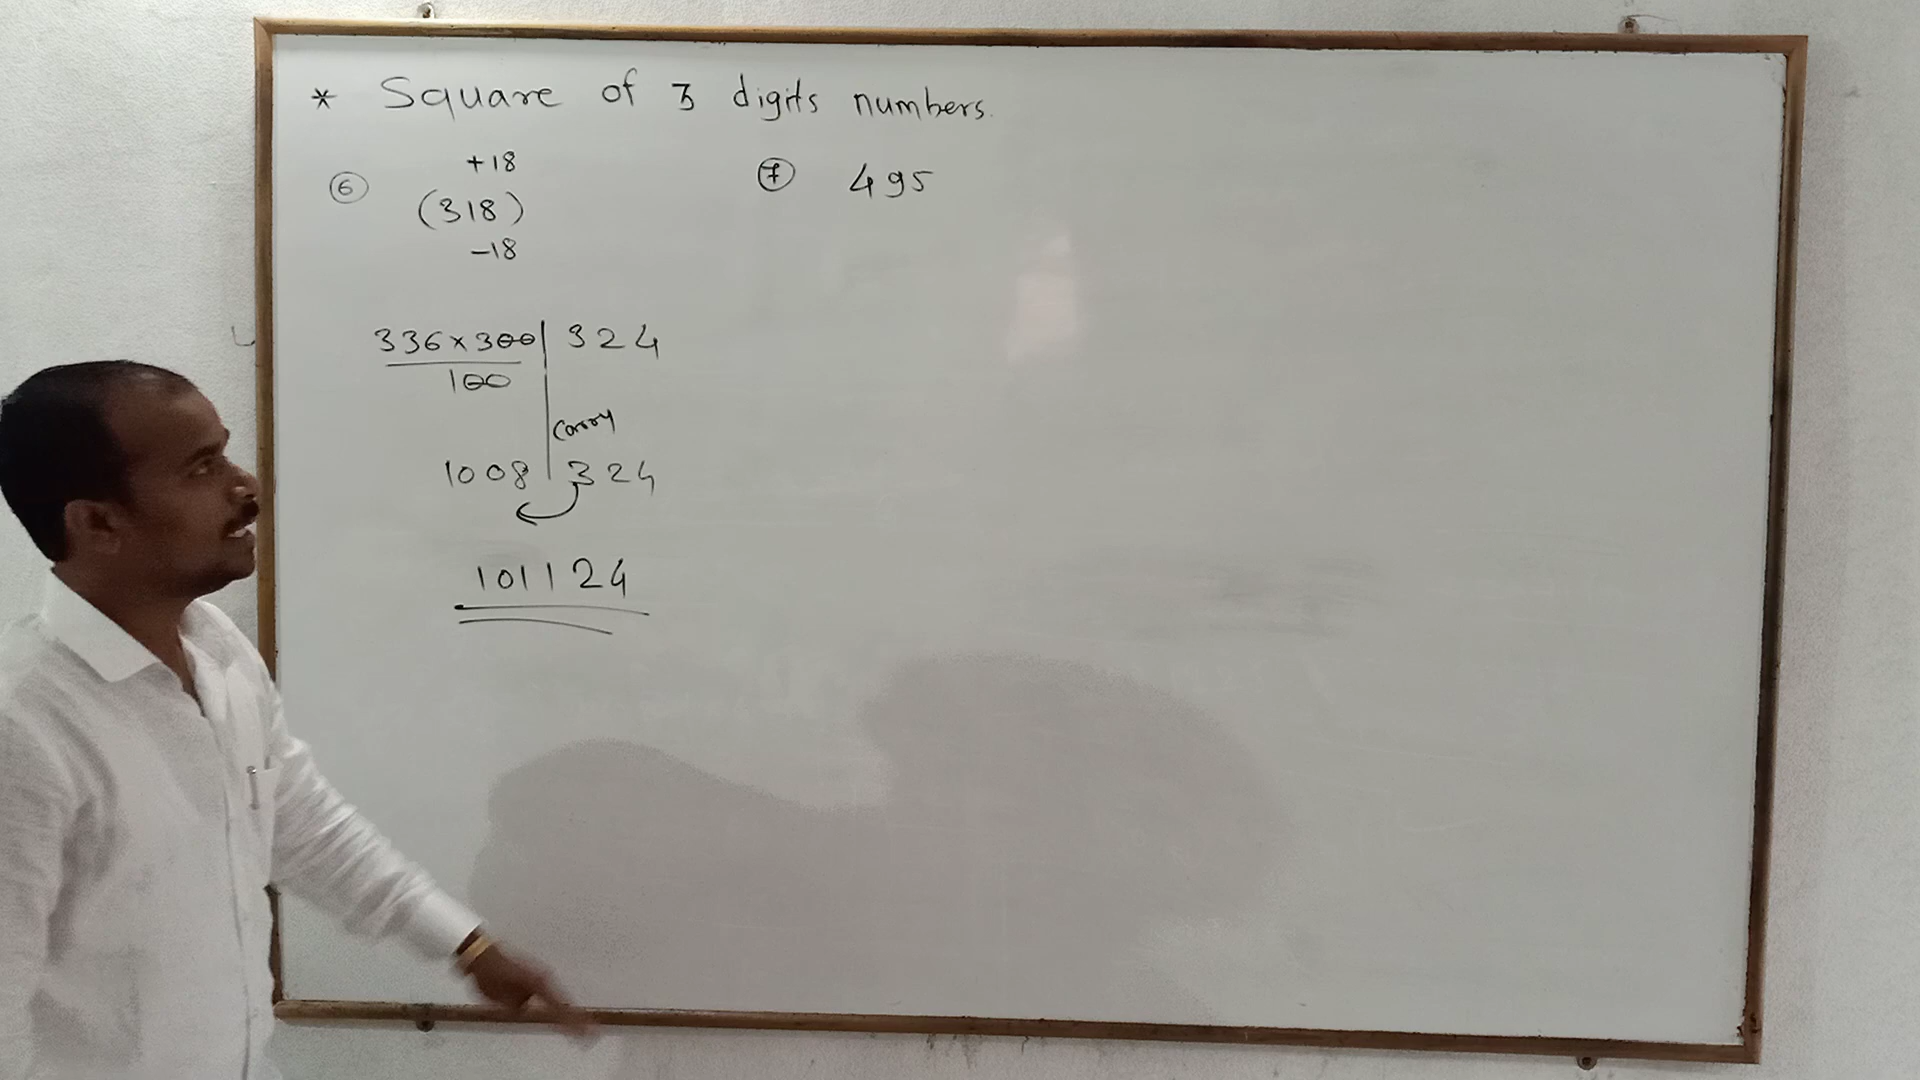 * Square of 3 digits numbers.
⑥ +18
(318)
-18
336×300 | 324
100
carry
1008 | 324
101124
⑦ 495